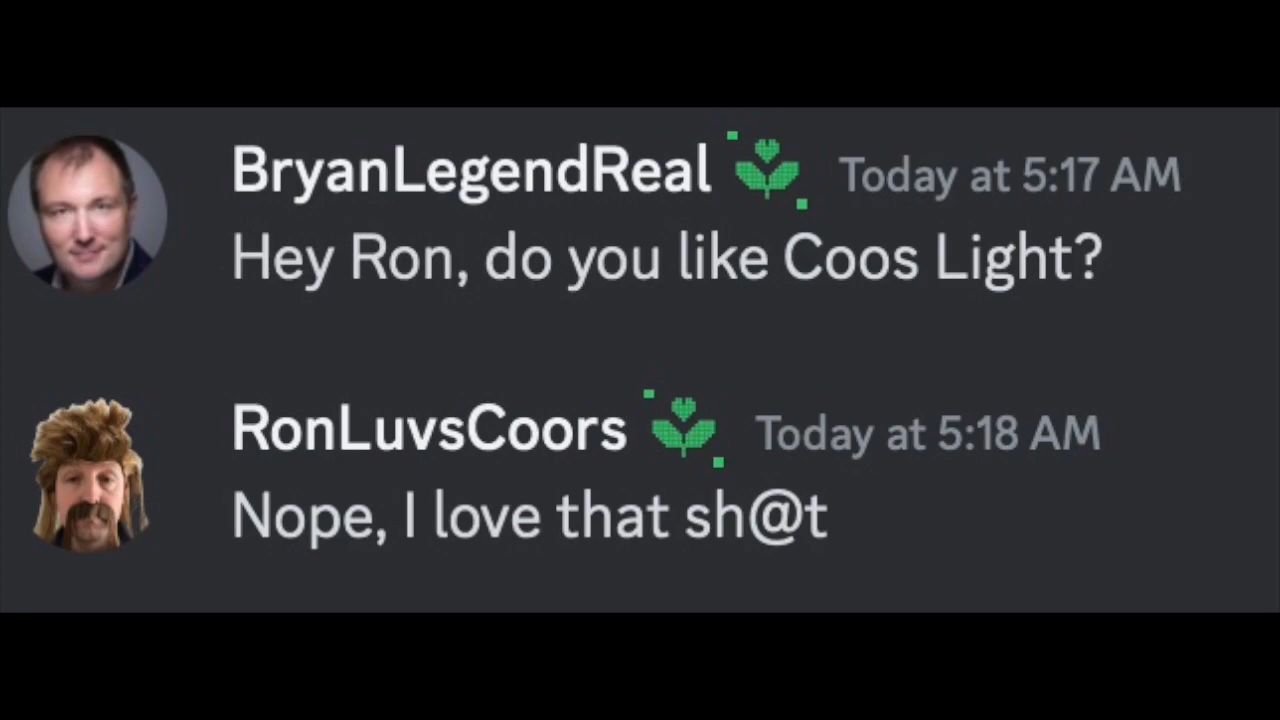 BryanLegendReal Today at 5:17 AM
Hey Ron, do you like Coos Light?
RonLuvsCoors Today at 5:18 AM
Nope, I love that sh@t